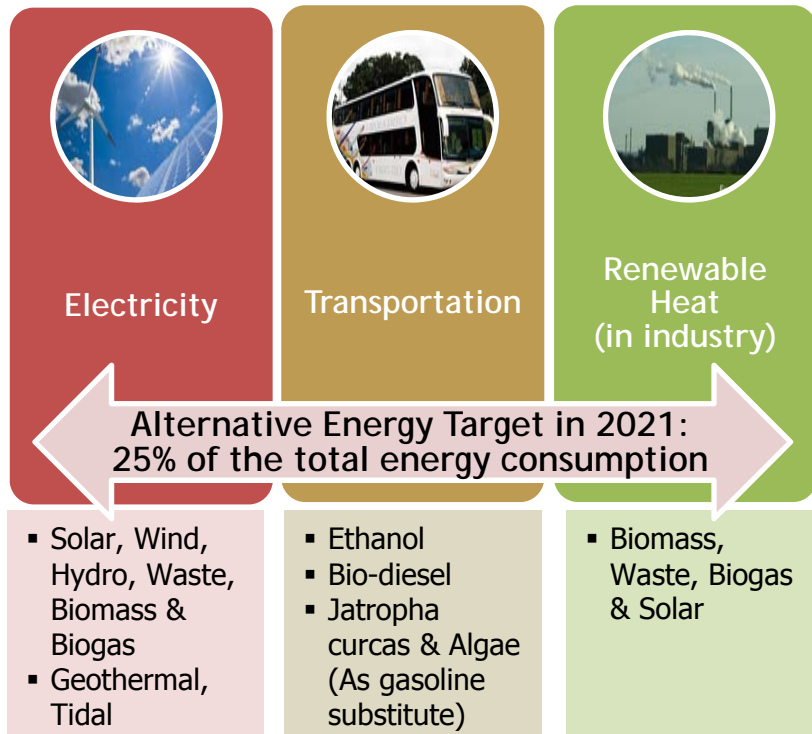 Electricity
Transportation
Renewable
Heat
(in industry)
Alternative Energy Target in 2021:
25% of the total energy consumption
▪ Solar, Wind,
Hydro, Waste,
Biomass &
Biogas
▪ Geothermal,
Tidal
▪ Ethanol
▪ Bio-diesel
▪ Jatropha
curcas & Algae
(As gasoline
substitute)
▪ Biomass,
Waste, Biogas
& Solar